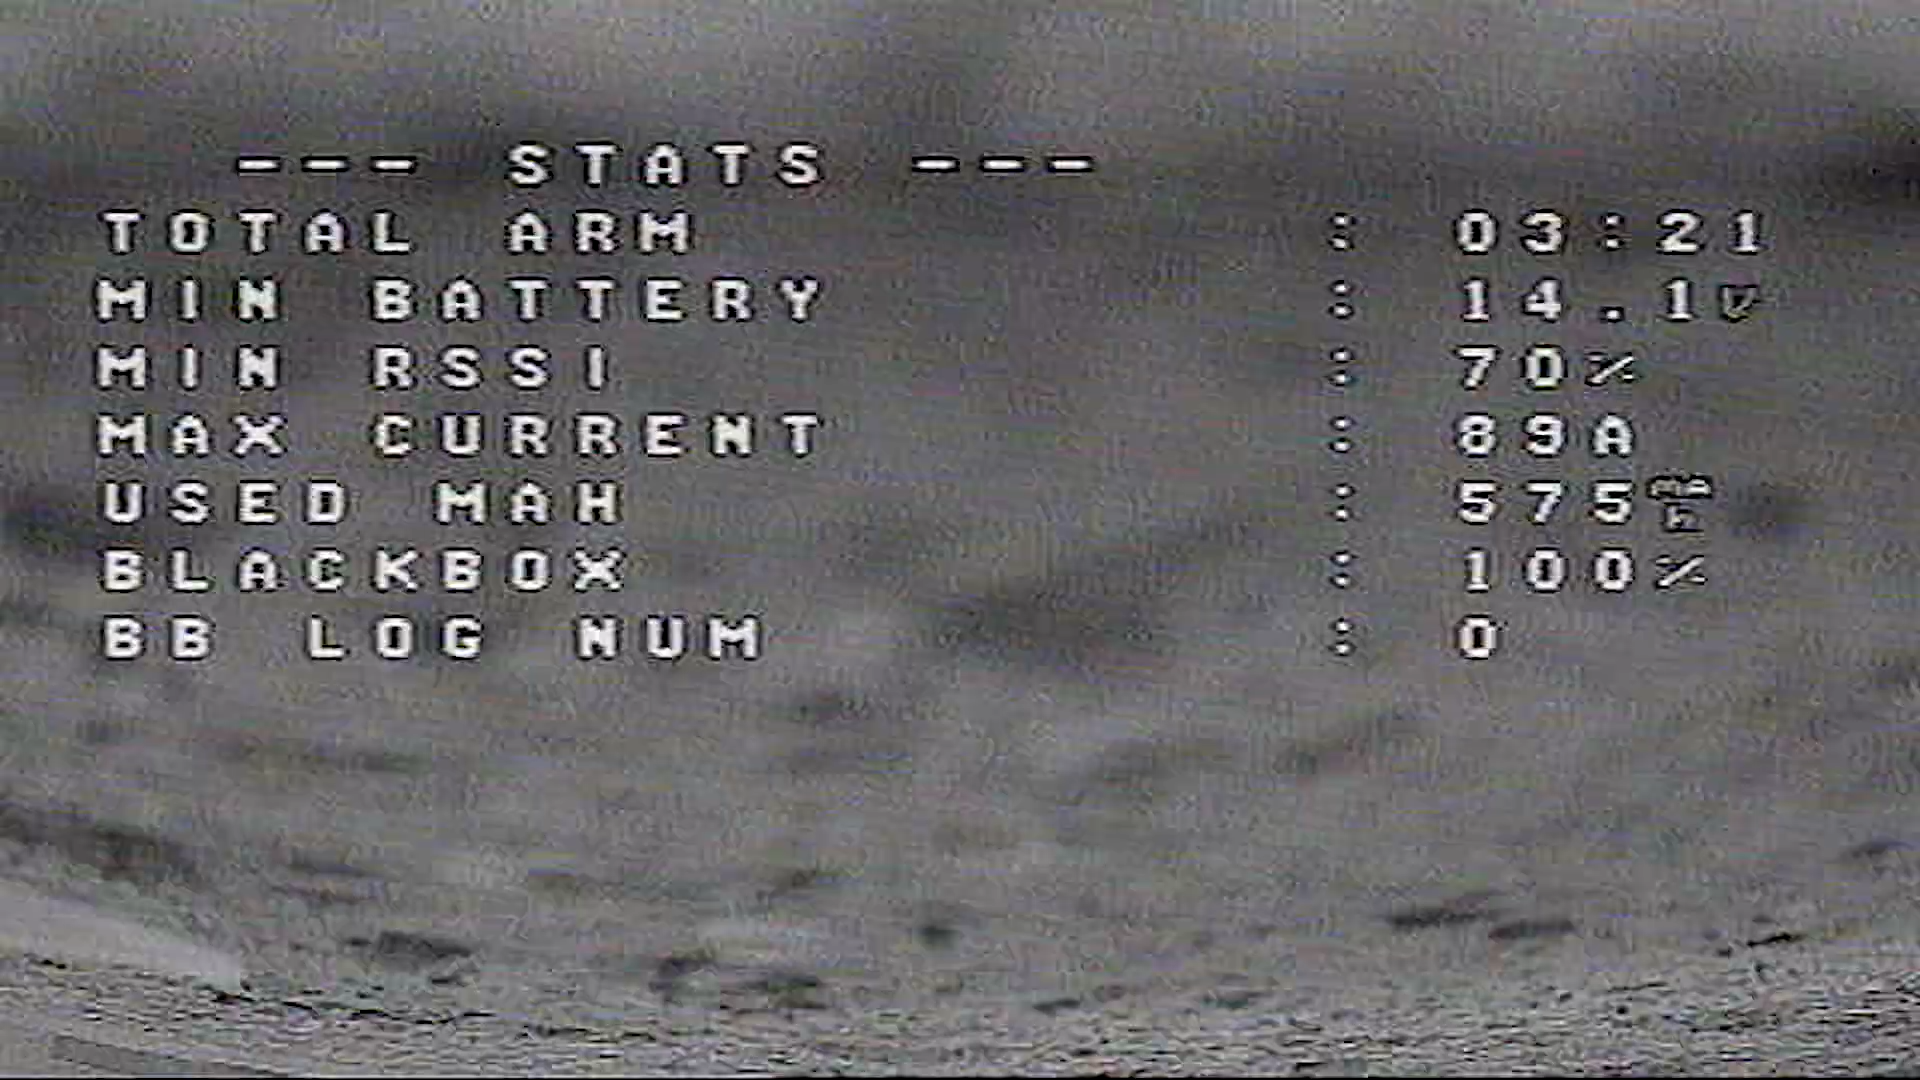 --- STATS ---
TOTAL ARM : 03:21
MIN BATTERY : 14.1V
MIN RSSI : 70%
MAX CURRENT : 89A
USED MAH : 575mAh
BLACKBOX : 100%
BB LOG NUM : 0